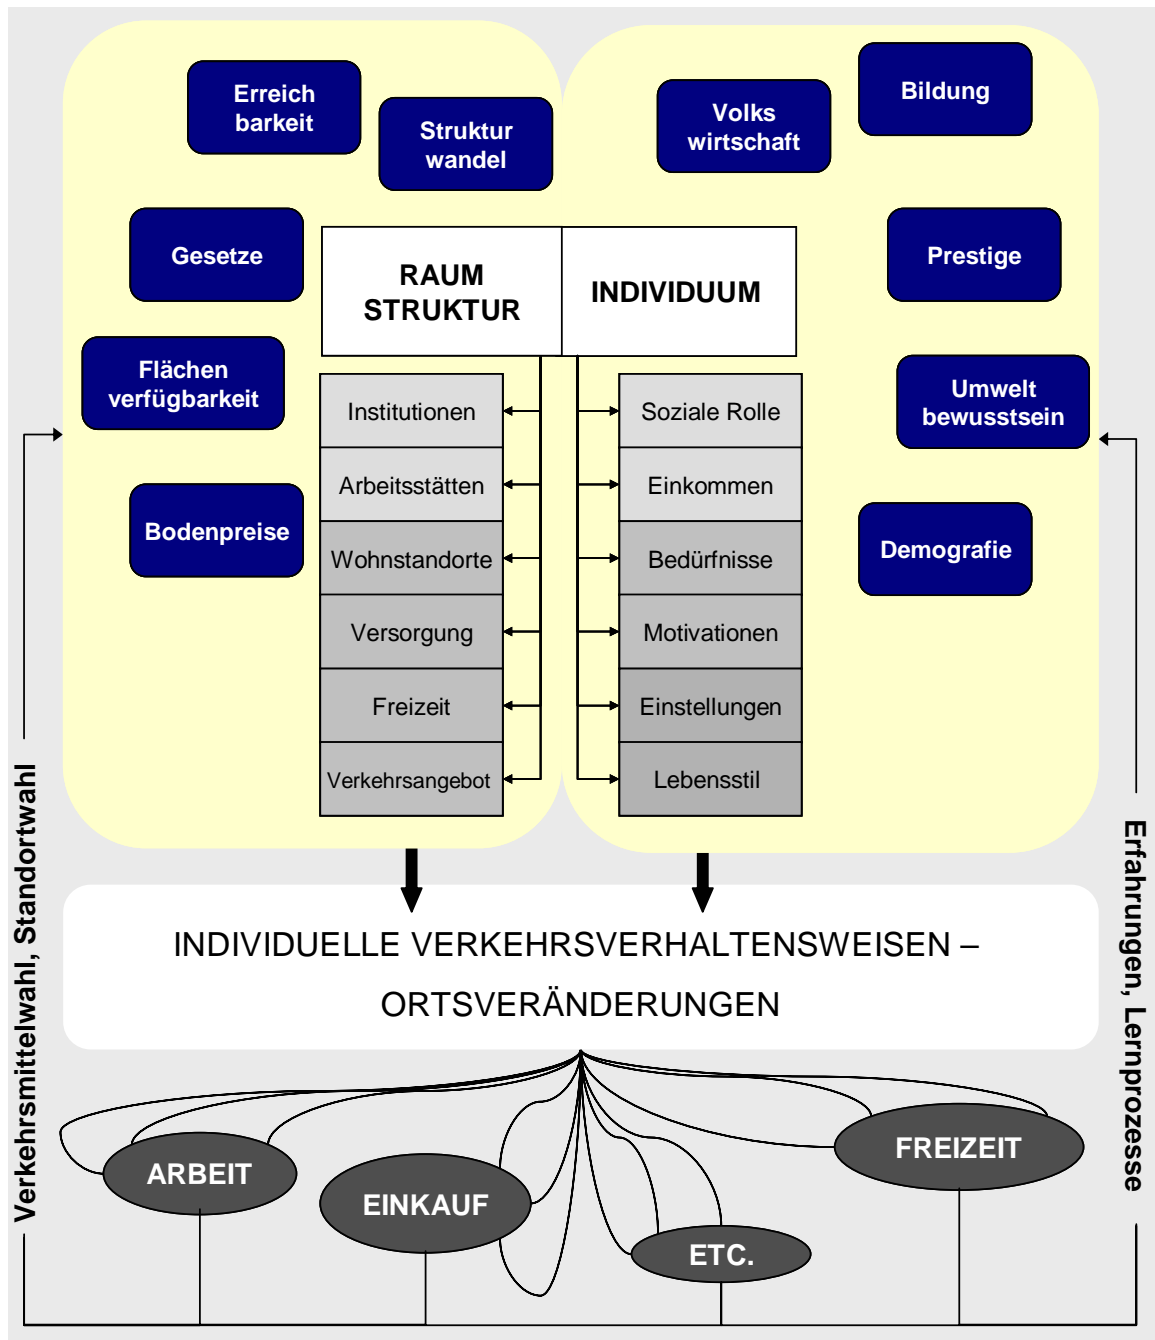 Erreich
barkeit
Struktur
wandel
Volks
wirtschaft
Bildung
Gesetze
Prestige
RAUM
STRUKTUR
INDIVIDUUM
Flächen
verfügbarkeit
Umwelt
bewusstsein
Bodenpreise
Demografie
Institutionen
Arbeitsstätten
Wohnstandorte
Versorgung
Freizeit
Verkehrsangebot
Soziale Rolle
Einkommen
Bedürfnisse
Motivationen
Einstellungen
Lebensstil
Verkehrsmittelwahl, Standortwahl
Erfahrungen, Lernprozesse
INDIVIDUELLE VERKEHRSVERHALTENSWEISEN –
ORTSVERÄNDERUNGEN
ARBEIT
EINKAUF
ETC.
FREIZEIT